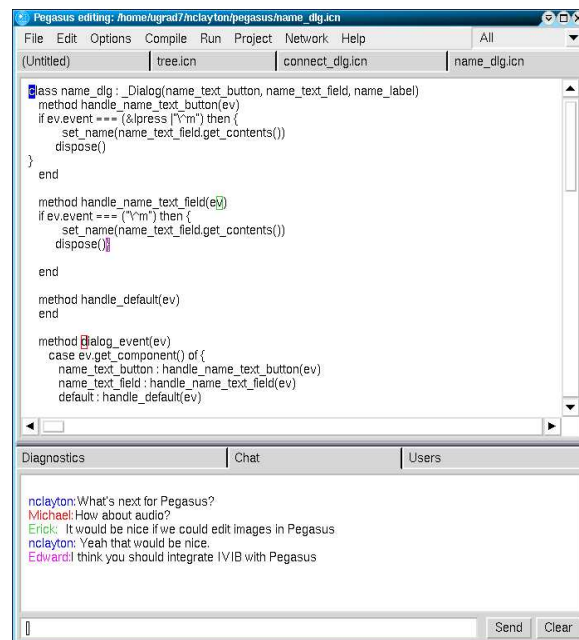 Pegasus editing: /home/ugrad7/nclayton/pegasus/name_dlg.icn
File Edit Options Compile Run Project Network Help All
(Untitled) tree.icn connect_dlg.icn name_dlg.icn
class name_dlg : _Dialog(name_text_button, name_text_field, name_label)
method handle_name_text_button(ev)
if ev.event === (&lpress |"\^m") then {
set_name(name_text_field.get_contents())
dispose()
}
end
method handle_name_text_field(ev)
if ev.event === ("\^m") then {
set_name(name_text_field.get_contents())
dispose()}
end
method handle_default(ev)
end
method dialog_event(ev)
case ev.get_component() of {
name_text_button : handle_name_text_button(ev)
name_text_field : handle_name_text_field(ev)
default : handle_default(ev)
Diagnostics Chat Users
nclayton:What's next for Pegasus?
Michael:How about audio?
Erick: It would be nice if we could edit images in Pegasus
nclayton: Yeah that would be nice.
Edward:I think you should integrate IVIB with Pegasus
Send Clear